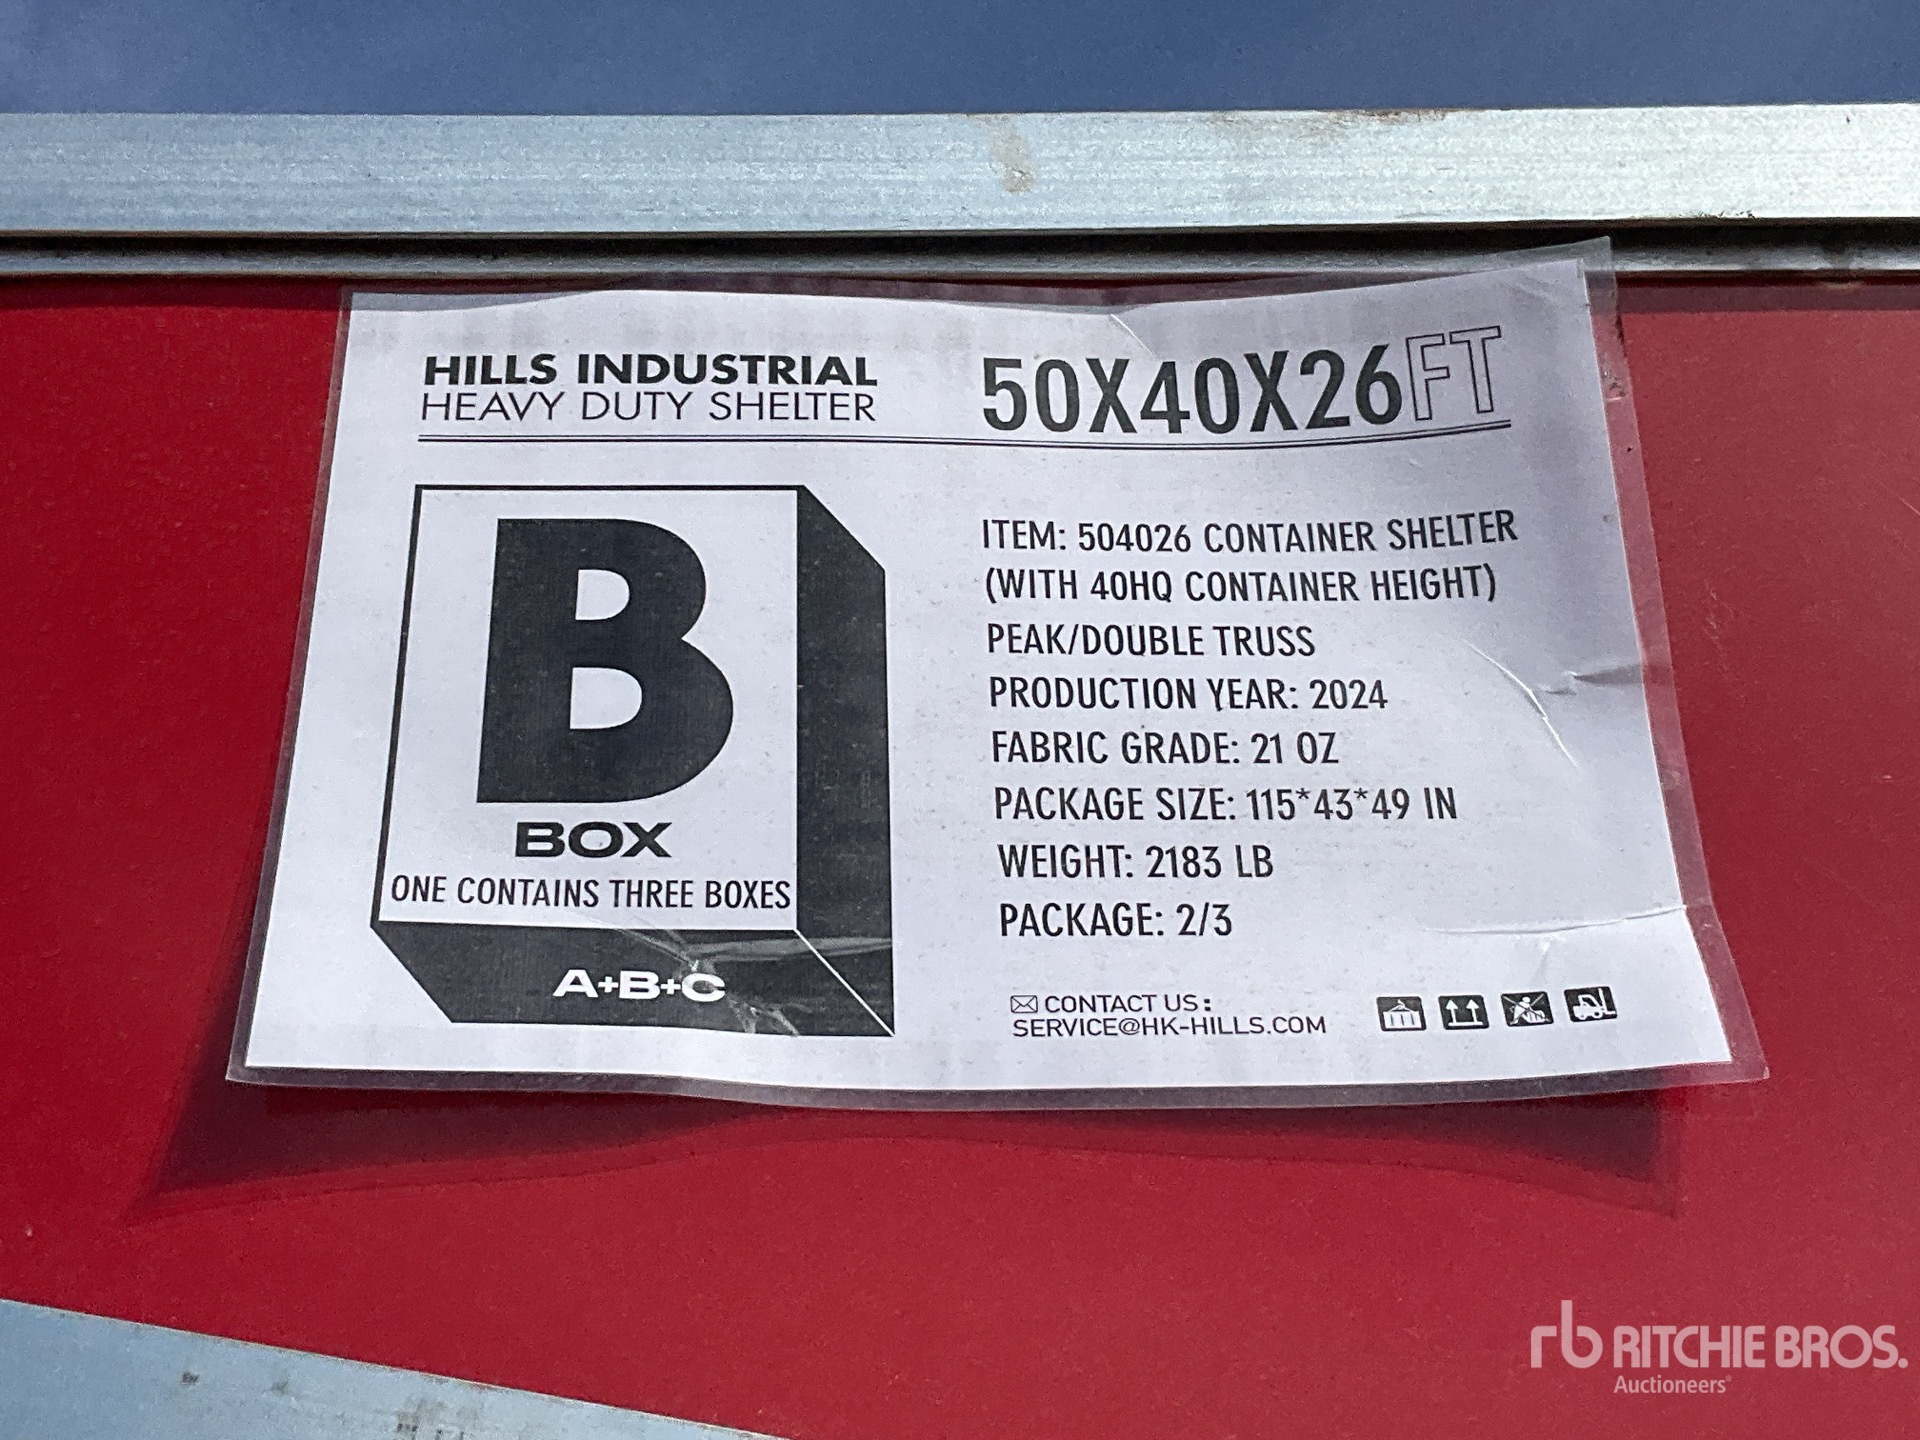 HILLS INDUSTRIAL
HEAVY DUTY SHELTER
50X40X26FT
B
BOX
ONE CONTAINS THREE BOXES
A+B+C
ITEM: 504026 CONTAINER SHELTER
(WITH 40HQ CONTAINER HEIGHT)
PEAK/DOUBLE TRUSS
PRODUCTION YEAR: 2024
FABRIC GRADE: 21 OZ
PACKAGE SIZE: 115*43*49 IN
WEIGHT: 2183 LB
PACKAGE: 2/3
CONTACT US:
SERVICE@HK-HILLS.COM
rb RITCHIE BROS.
Auctioneers